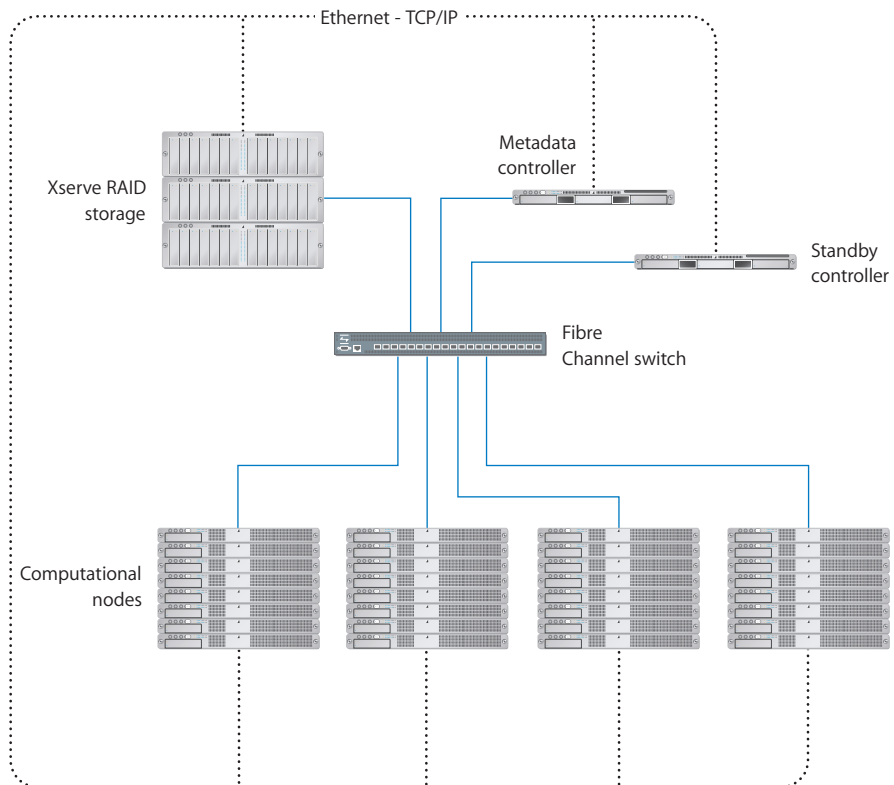 Ethernet - TCP/IP
Metadata
controller
Xserve RAID
storage
Standby
controller
Fibre
Channel switch
Computational
nodes